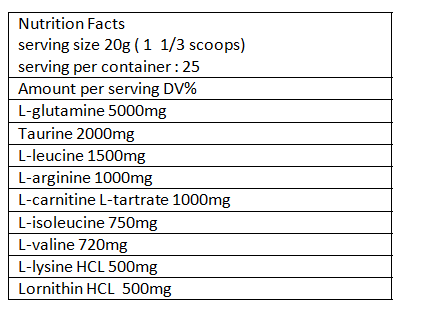 Nutrition Facts
serving size 20g ( 1  1/3 scoops)
serving per container : 25
Amount per serving DV%
L-glutamine 5000mg
Taurine 2000mg
L-leucine 1500mg
L-arginine 1000mg
L-carnitine L-tartrate 1000mg
L-isoleucine 750mg
L-valine 720mg
L-lysine HCL 500mg
Lornithin HCL  500mg